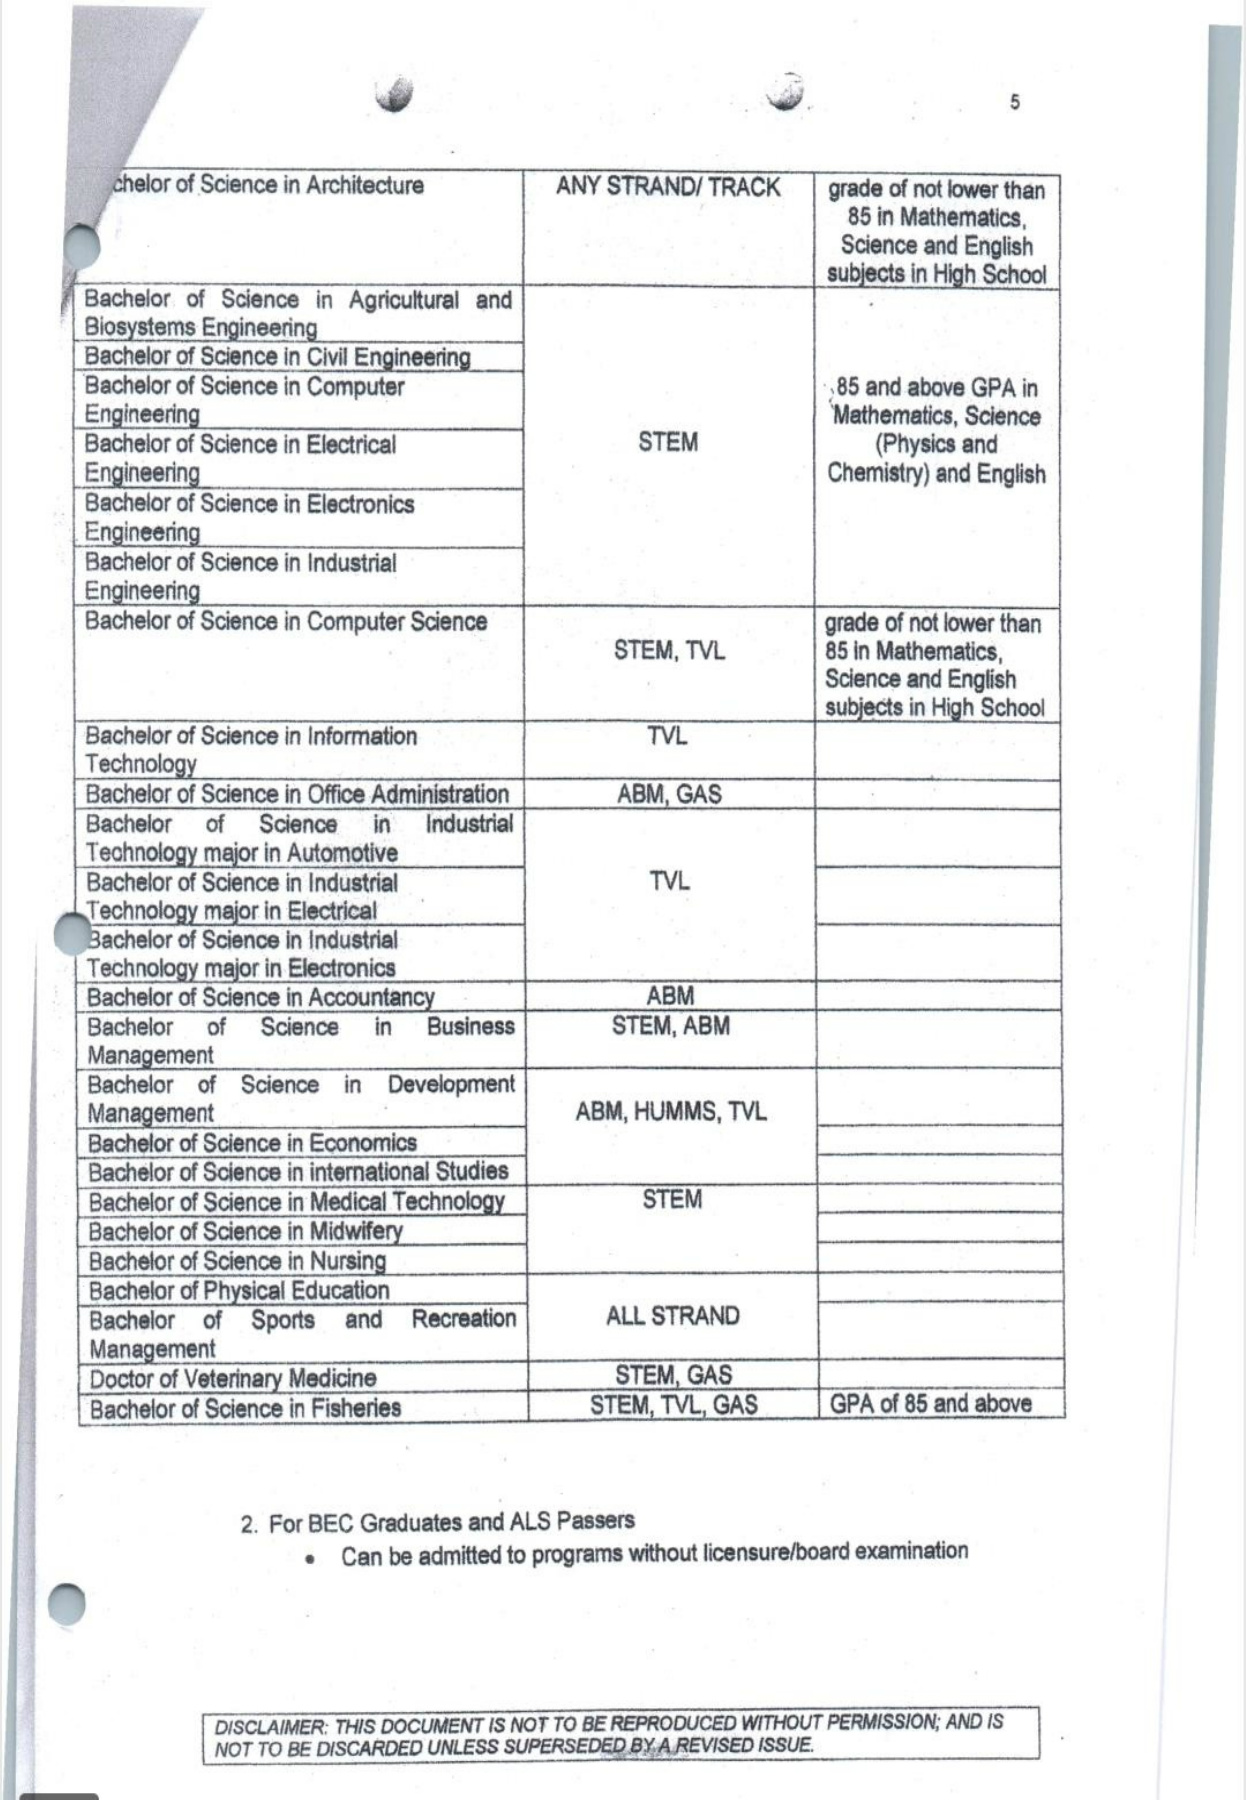 5
chelor of Science in Architecture
ANY STRAND/ TRACK
grade of not lower than
85 in Mathematics,
Science and English
subjects in High School
Bachelor of Science in Agricultural and
Biosystems Engineering
Bachelor of Science in Civil Engineering
Bachelor of Science in Computer
Engineering
Bachelor of Science in Electrical
Engineering
Bachelor of Science in Electronics
Engineering
Bachelor of Science in Industrial
Engineering
STEM
85 and above GPA in
Mathematics, Science
(Physics and
Chemistry) and English
Bachelor of Science in Computer Science
STEM, TVL
grade of not lower than
85 in Mathematics,
Science and English
subjects in High School
Bachelor of Science in Information
Technology
TVL
Bachelor of Science in Office Administration
ABM, GAS
Bachelor of Science in Industrial
Technology major in Automotive
Bachelor of Science in Industrial
Technology major in Electrical
Bachelor of Science in Industrial
Technology major in Electronics
TVL
Bachelor of Science in Accountancy
ABM
Bachelor of Science in Business
Management
STEM, ABM
Bachelor of Science in Development
Management
Bachelor of Science in Economics
Bachelor of Science in international Studies
ABM, HUMMS, TVL
Bachelor of Science in Medical Technology
Bachelor of Science in Midwifery
Bachelor of Science in Nursing
STEM
Bachelor of Physical Education
Bachelor of Sports and Recreation
Management
ALL STRAND
Doctor of Veterinary Medicine
STEM, GAS
Bachelor of Science in Fisheries
STEM, TVL, GAS
GPA of 85 and above
2. For BEC Graduates and ALS Passers
• Can be admitted to programs without licensure/board examination
DISCLAIMER: THIS DOCUMENT IS NOT TO BE REPRODUCED WITHOUT PERMISSION; AND IS
NOT TO BE DISCARDED UNLESS SUPERSEDED BY A REVISED ISSUE.